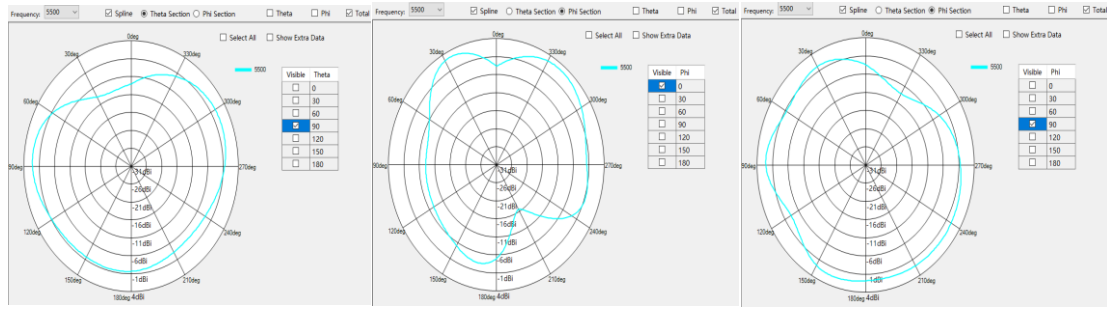 Frequency: 5500 Spline Theta Section Phi Section Theta Phi Total
Select All Show Extra Data
0deg
30deg
330deg
5500
Visible Theta
0
30
60
90
120
150
180
60deg
300deg
90deg
270deg
-31dBi
-26dBi
-21dBi
-16dBi
-11dBi
-6dBi
-1dBi
120deg
240deg
150deg
210deg
180deg 4dBi
Frequency: 5500 Spline Theta Section Phi Section Theta Phi Total
Select All Show Extra Data
0deg
30deg
330deg
5500
Visible Phi
0
30
60
90
120
150
180
60deg
300deg
90deg
270deg
-31dBi
-26dBi
-21dBi
-16dBi
-11dBi
-6dBi
-1dBi
120deg
240deg
150deg
210deg
180deg 4dBi
Frequency: 5500 Spline Theta Section Phi Section Theta Phi Total
Select All Show Extra Data
0deg
30deg
330deg
5500
Visible Phi
0
30
60
90
120
150
180
60deg
300deg
90deg
270deg
-31dBi
-26dBi
-21dBi
-16dBi
-11dBi
-6dBi
-1dBi
120deg
240deg
150deg
210deg
180deg 4dBi